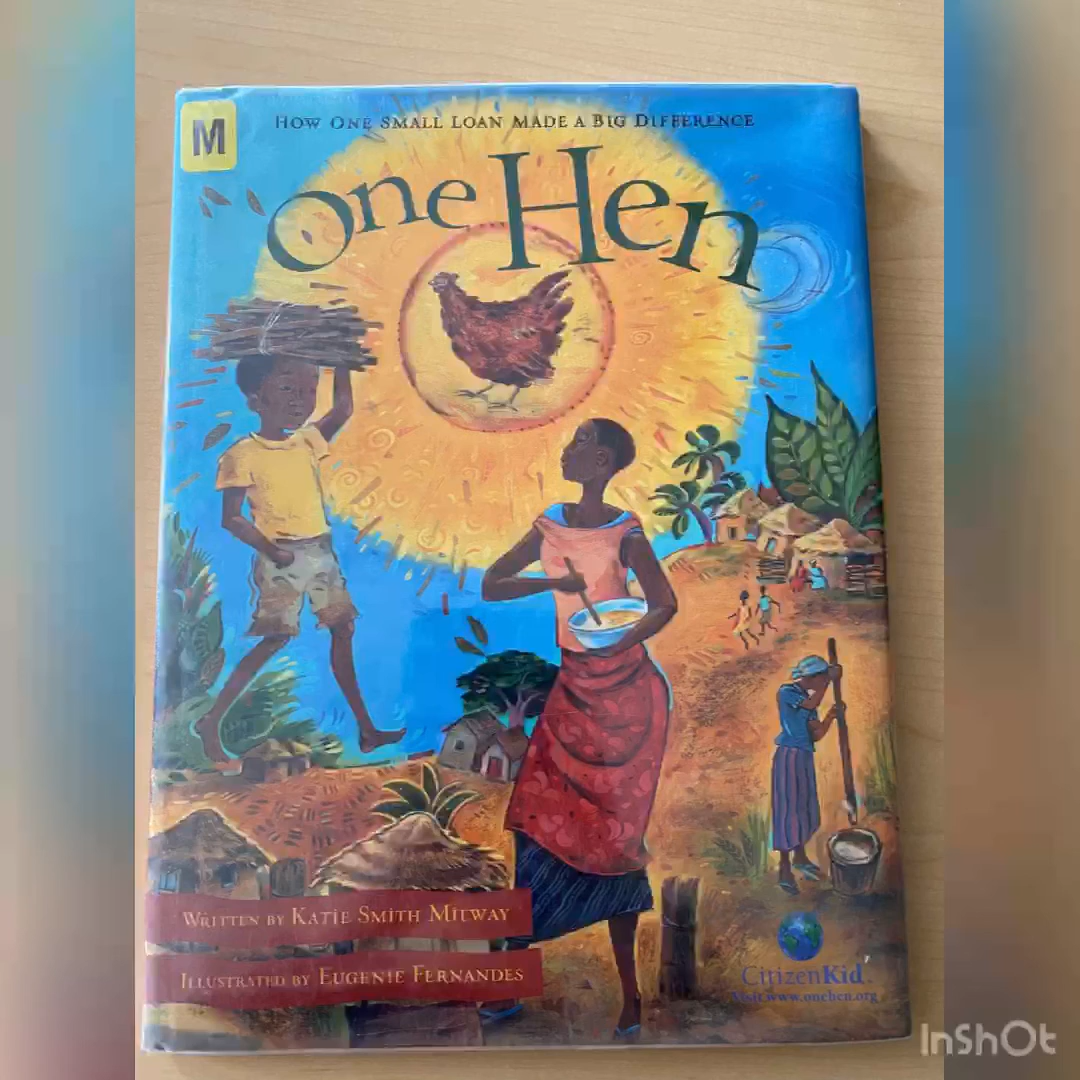 M
How One Small Loan Made a Big Difference
One Hen
Written by Katie Smith Milway
Illustrated by Eugenie Fernandes
CitizenKid™
Visit www.onehen.org
InShOt